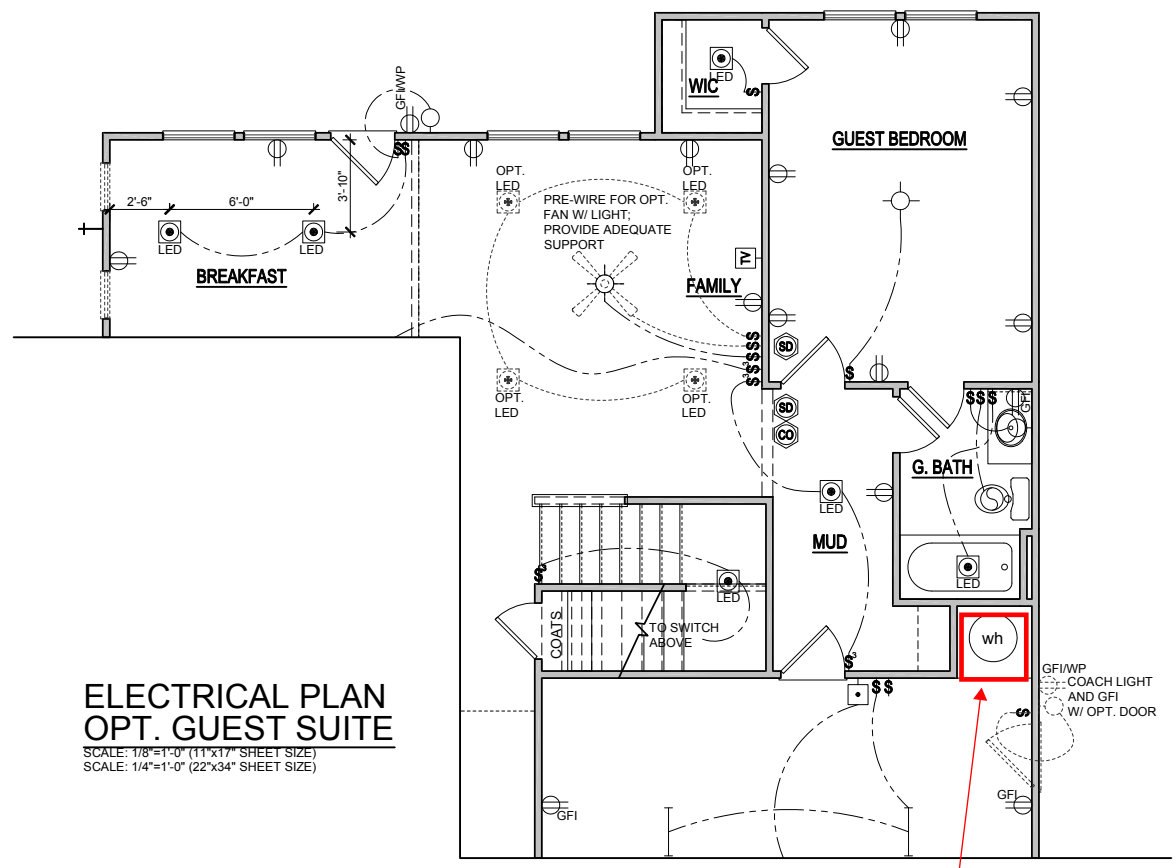 WIC
LED
$
GUEST BEDROOM
GFI/WP
$$
3'-10"
2'-6"
6'-0"
LED
LED
BREAKFAST
OPT.
LED
OPT.
LED
PRE-WIRE FOR OPT.
FAN W/ LIGHT;
PROVIDE ADEQUATE
SUPPORT
TV
FAMILY
$
$
$
$3
$3
SD
$
OPT.
LED
OPT.
LED
SD
CO
$$$
GFI
G. BATH
LED
MUD
LED
$3
LED
COATS
TO SWITCH
ABOVE
$3
$$
wh
GFI/WP
COACH LIGHT
AND GFI
W/ OPT. DOOR
$
GFI
GFI
ELECTRICAL PLAN
OPT. GUEST SUITE
SCALE: 1/8"=1'-0" (11"x17" SHEET SIZE)
SCALE: 1/4"=1'-0" (22"x34" SHEET SIZE)